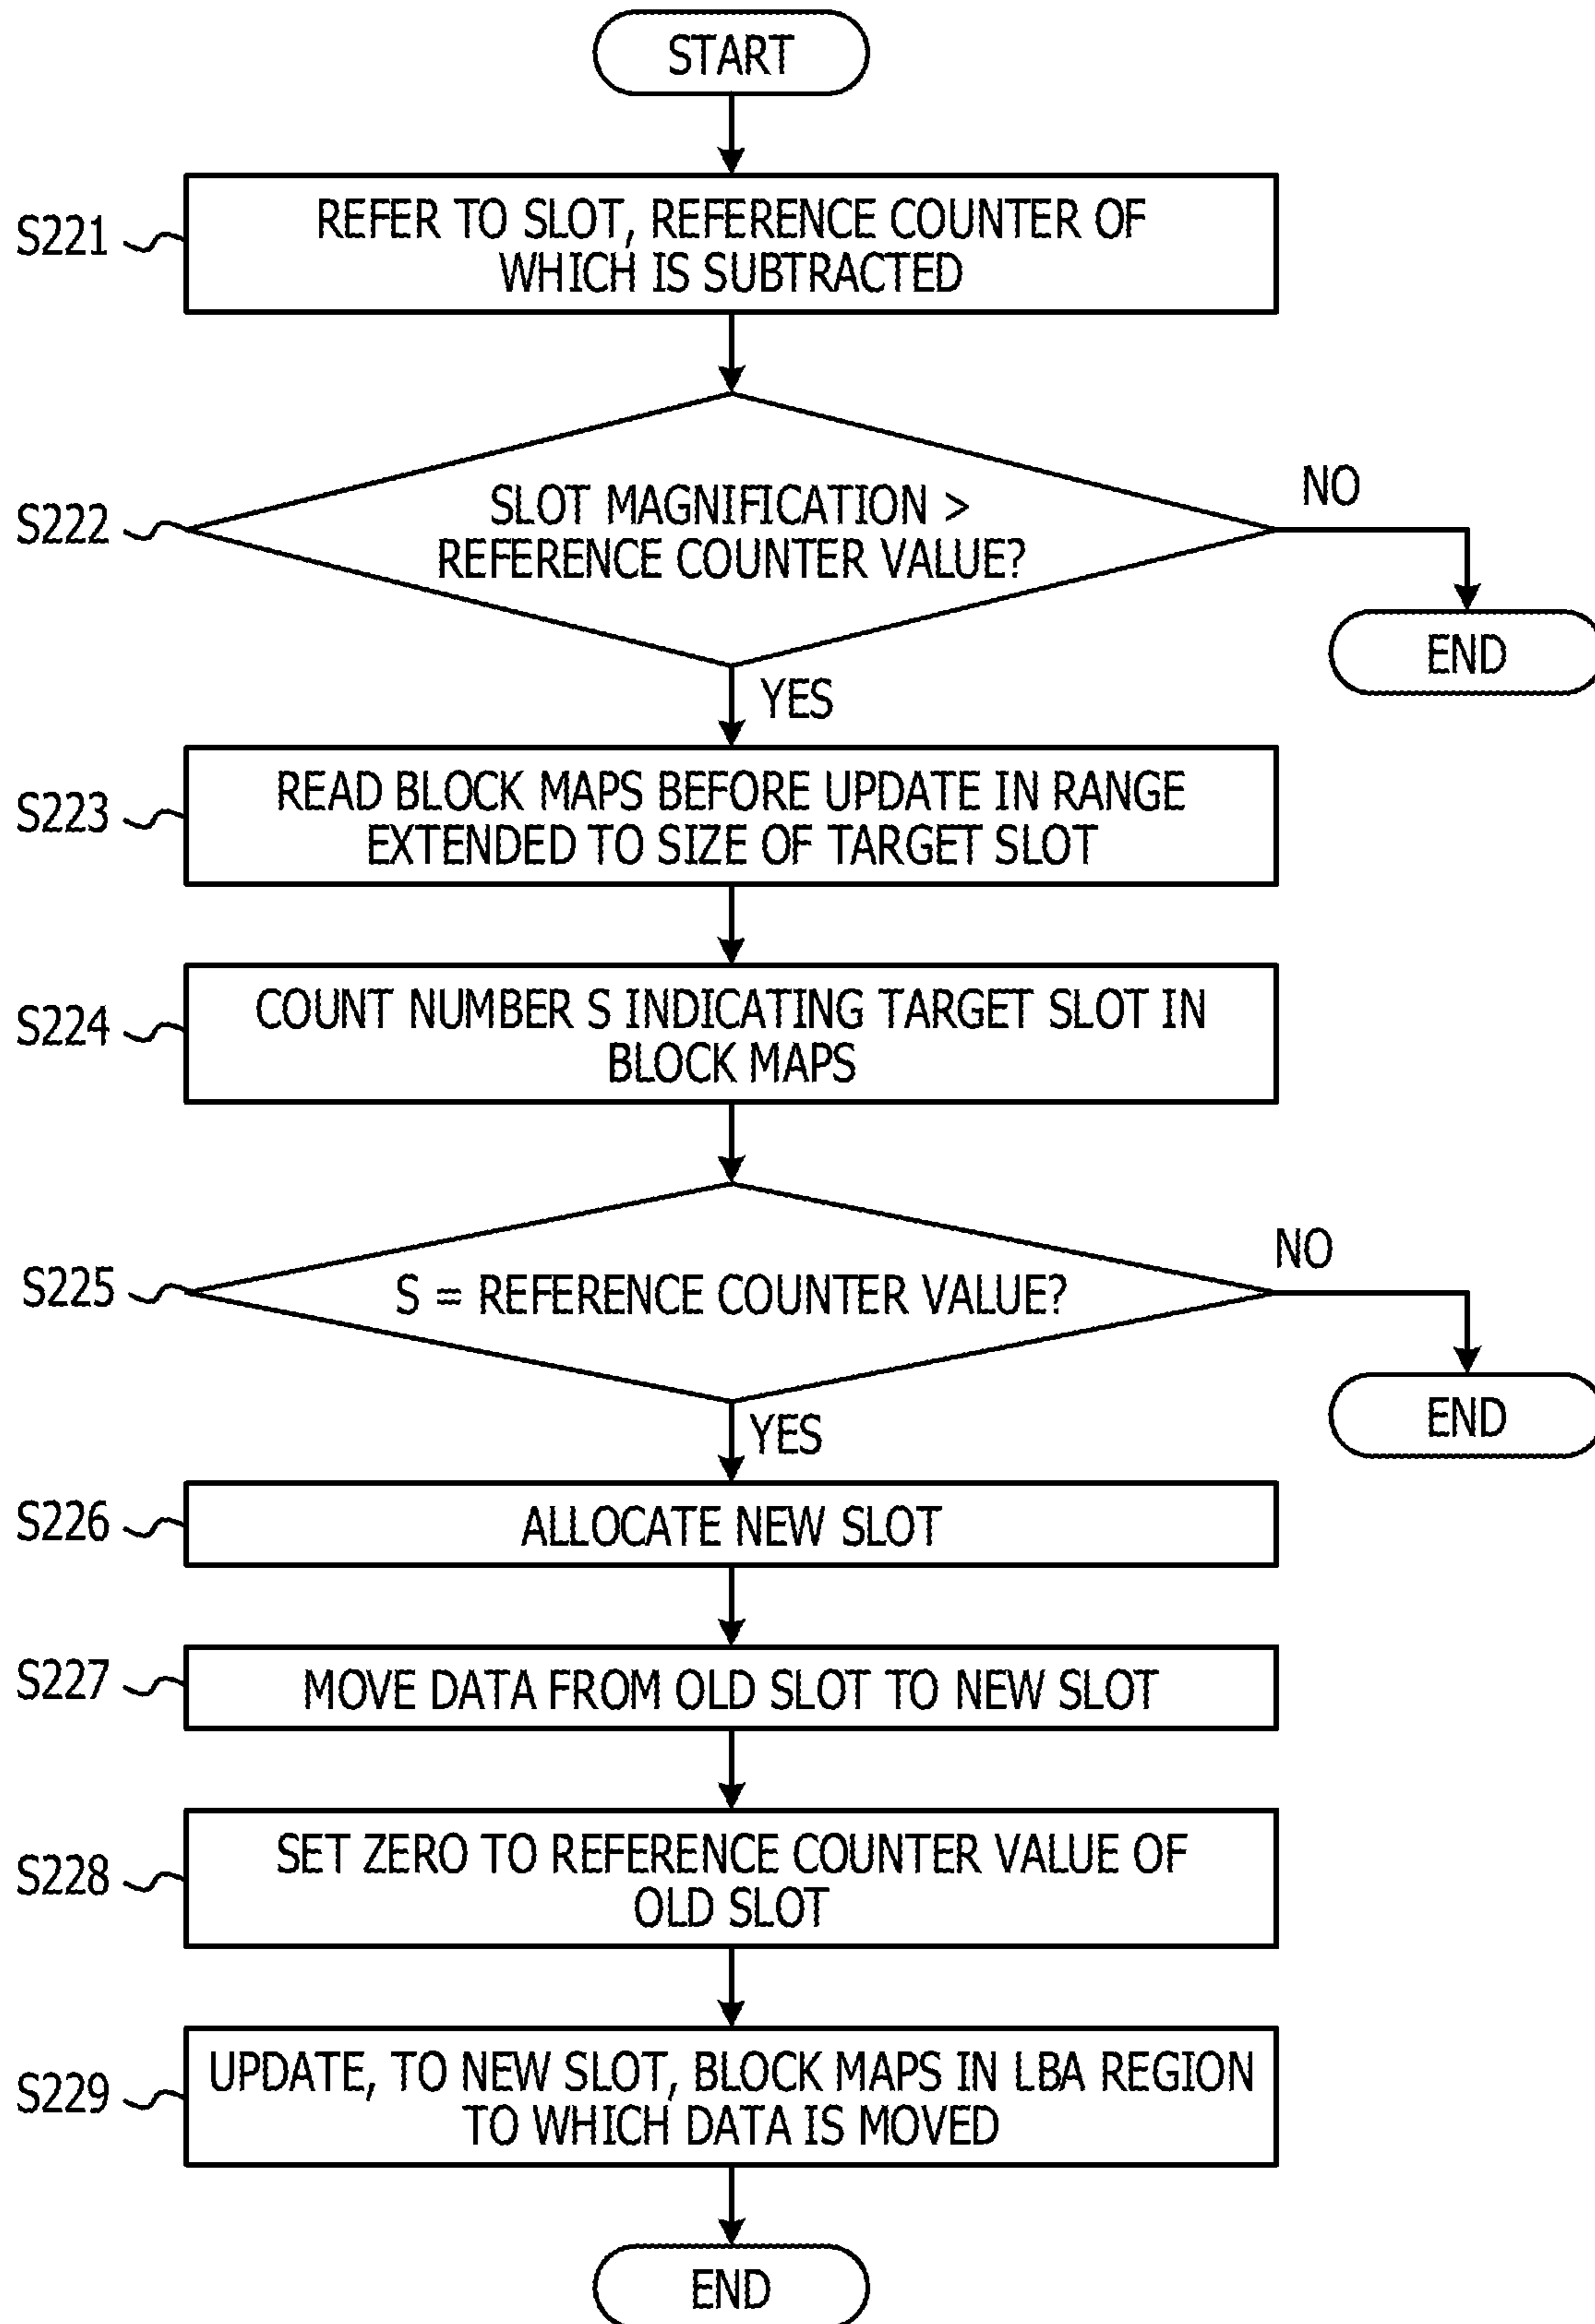 START
S221
REFER TO SLOT, REFERENCE COUNTER OF
WHICH IS SUBTRACTED
S222
SLOT MAGNIFICATION >
REFERENCE COUNTER VALUE?
NO
END
YES
S223
READ BLOCK MAPS BEFORE UPDATE IN RANGE
EXTENDED TO SIZE OF TARGET SLOT
S224
COUNT NUMBER S INDICATING TARGET SLOT IN
BLOCK MAPS
S225
S = REFERENCE COUNTER VALUE?
NO
END
YES
S226
ALLOCATE NEW SLOT
S227
MOVE DATA FROM OLD SLOT TO NEW SLOT
S228
SET ZERO TO REFERENCE COUNTER VALUE OF
OLD SLOT
S229
UPDATE, TO NEW SLOT, BLOCK MAPS IN LBA REGION
TO WHICH DATA IS MOVED
END